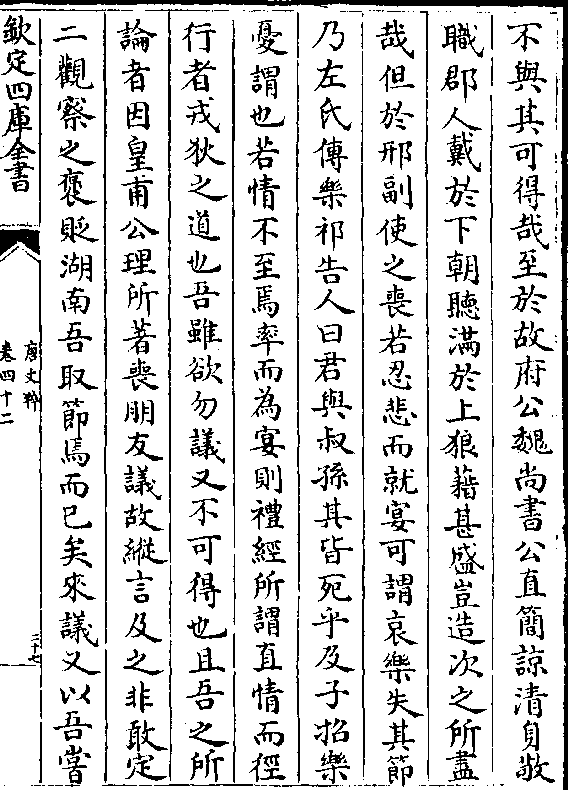 不與其可得哉至於故府公魏尚書公直簡諒清身敬
職郡人戴於下朝聽滿於上狼藉甚盛豈造次之所盡
哉但於邢副使之喪若忍悲而就宴可謂哀樂失其節
乃左氏傳樂祁告人曰君與叔孫其皆死乎及子招樂
憂謂也若情不至焉率而為宴則禮經所謂直情而徑
行者戎狄之道也吾雖欲勿議又不可得也且吾之所
論者因皇甫公理所著喪朋友議故縱言及之非敢定
二觀察之褒貶湖南吾取節焉而已矣來議又以吾嘗
欽定四庫全書
唐文粹
卷四十二
三十七